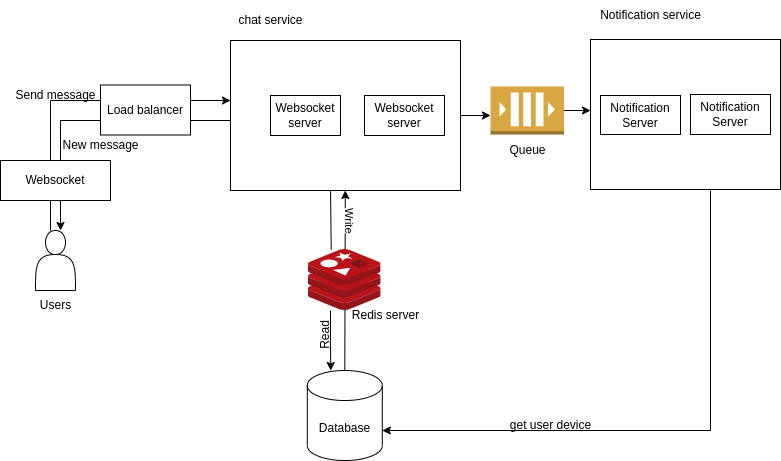 chat service
Notification service
Send message
Load balancer
Websocket
server
Websocket
server
Notification
Server
Notification
Server
New message
Queue
Websocket
Write
Users
Redis server
Read
Database
get user device